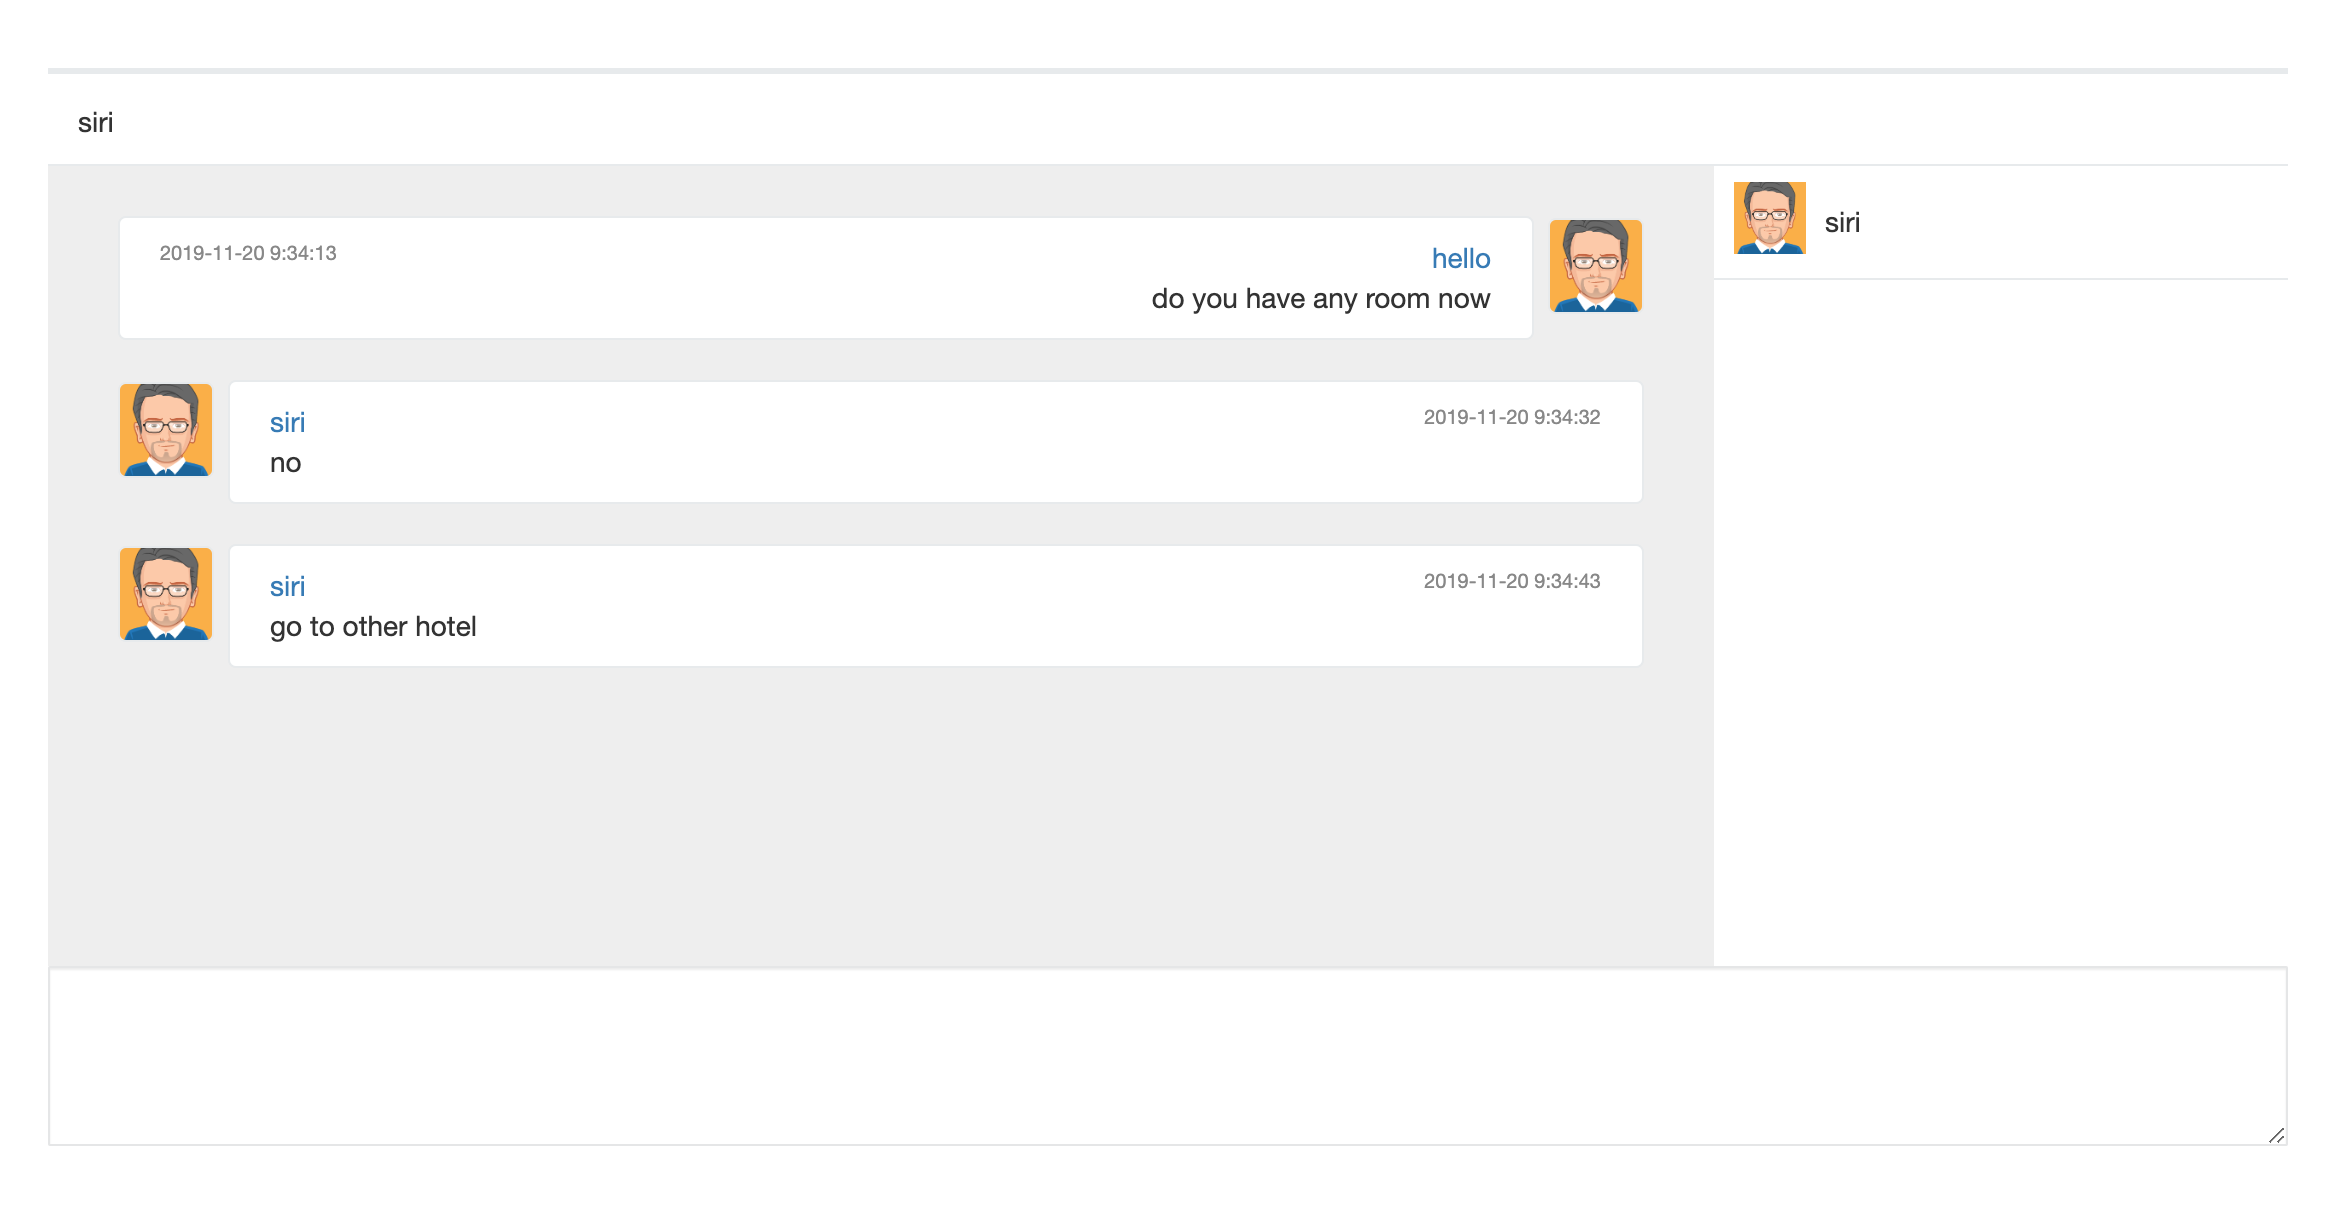 siri
2019-11-20 9:34:13
hello
do you have any room now
siri
siri
2019-11-20 9:34:32
no
siri
2019-11-20 9:34:43
go to other hotel